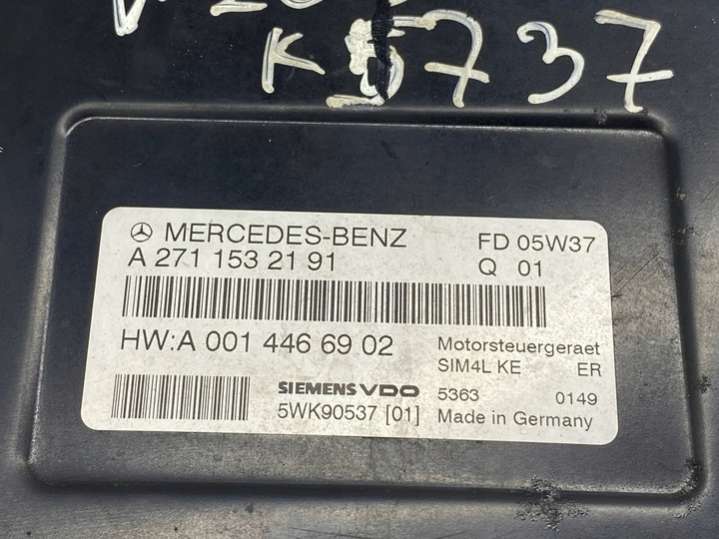 K 5737
MERCEDES-BENZ FD 05W37
A 271 153 21 91 Q 01
HW:A 001 446 69 02 Motorsteuergeraet
SIM4L KE ER
SIEMENS VDO 5363 0149
5WK90537 [01] Made in Germany